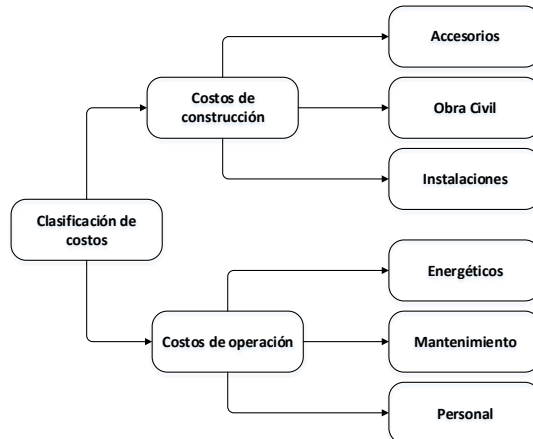 Accesorios
Costos de
construcción
Obra Civil
Instalaciones
Clasificación de
costos
Energéticos
Costos de operación
Mantenimiento
Personal